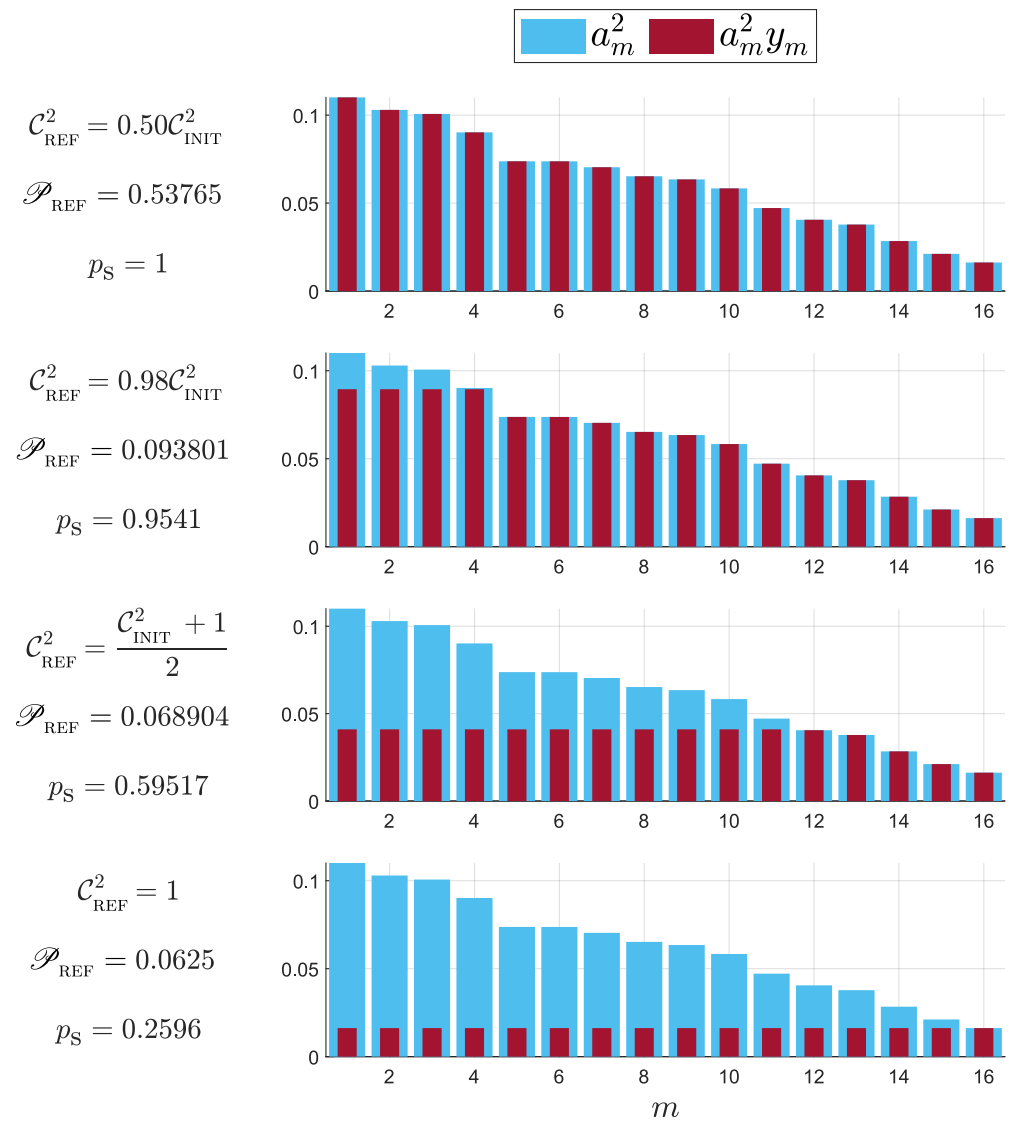 a_m^2 a_m^2 y_m
C_REF^2 = 0.50C_INIT^2
𝒫_REF = 0.53765
p_S = 1
0.1
0.05
0
2 4 6 8 10 12 14 16
C_REF^2 = 0.98C_INIT^2
𝒫_REF = 0.093801
p_S = 0.9541
0.1
0.05
0
2 4 6 8 10 12 14 16
C_REF^2 = (C_INIT^2 + 1)/2
𝒫_REF = 0.068904
p_S = 0.59517
0.1
0.05
0
2 4 6 8 10 12 14 16
C_REF^2 = 1
𝒫_REF = 0.0625
p_S = 0.2596
0.1
0.05
0
2 4 6 8 10 12 14 16
m